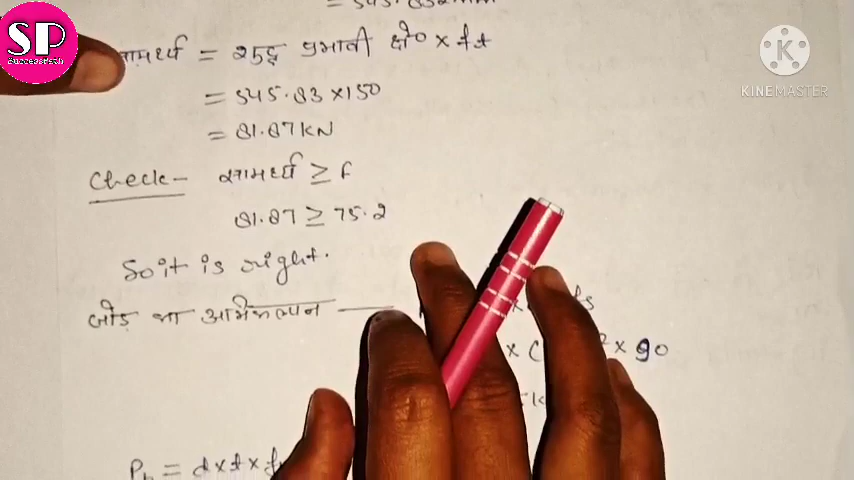 SP
Successtech
KINEMASTER
सामर्थ्य = शुद्ध प्रभावी क्षे० × ft
= 545.83 × 150
= 81.87 KN
Check- सामर्थ्य ≥ F
81.87 ≥ 75.2
So it is right.
जोड़ का अभिकल्पन
× 90
= d × t × f